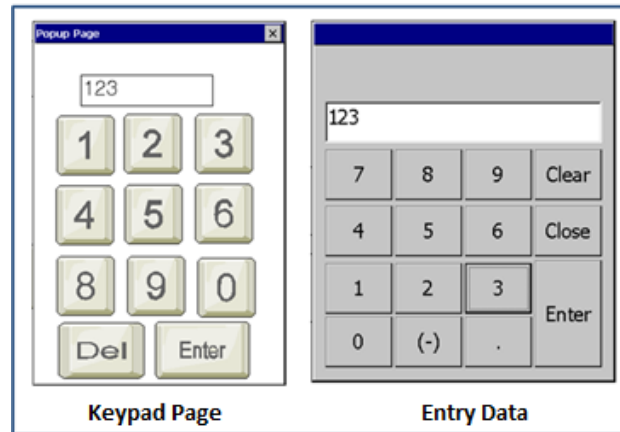 Popup Page
123
1 2 3
4 5 6
8 9 0
Del Enter
Keypad Page
123
7 8 9 Clear
4 5 6 Close
1 2 3 Enter
0 (-) .
Entry Data